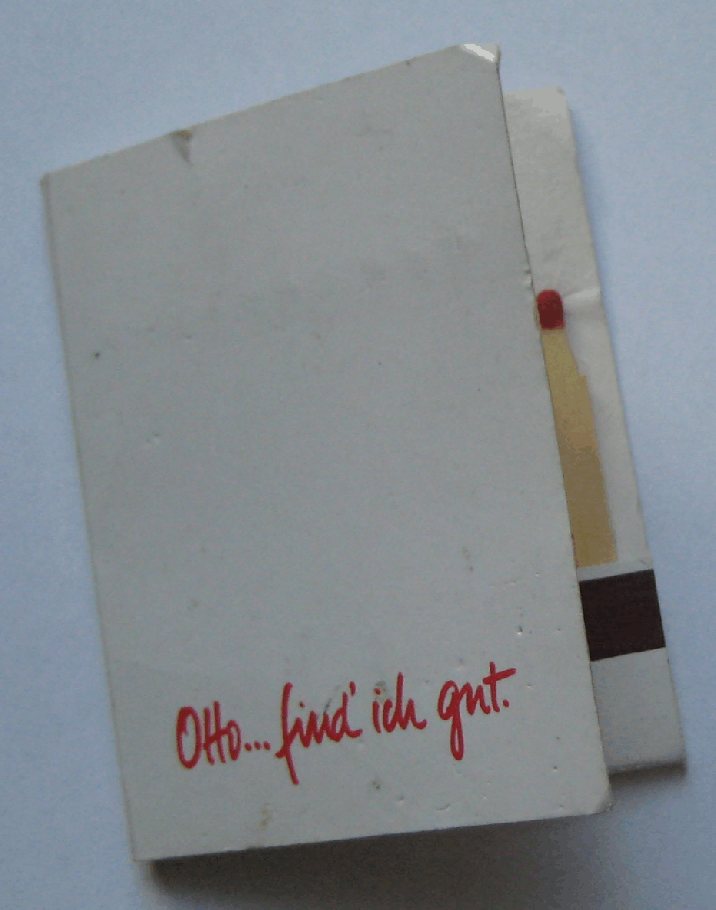 Otto... find' ich gut.